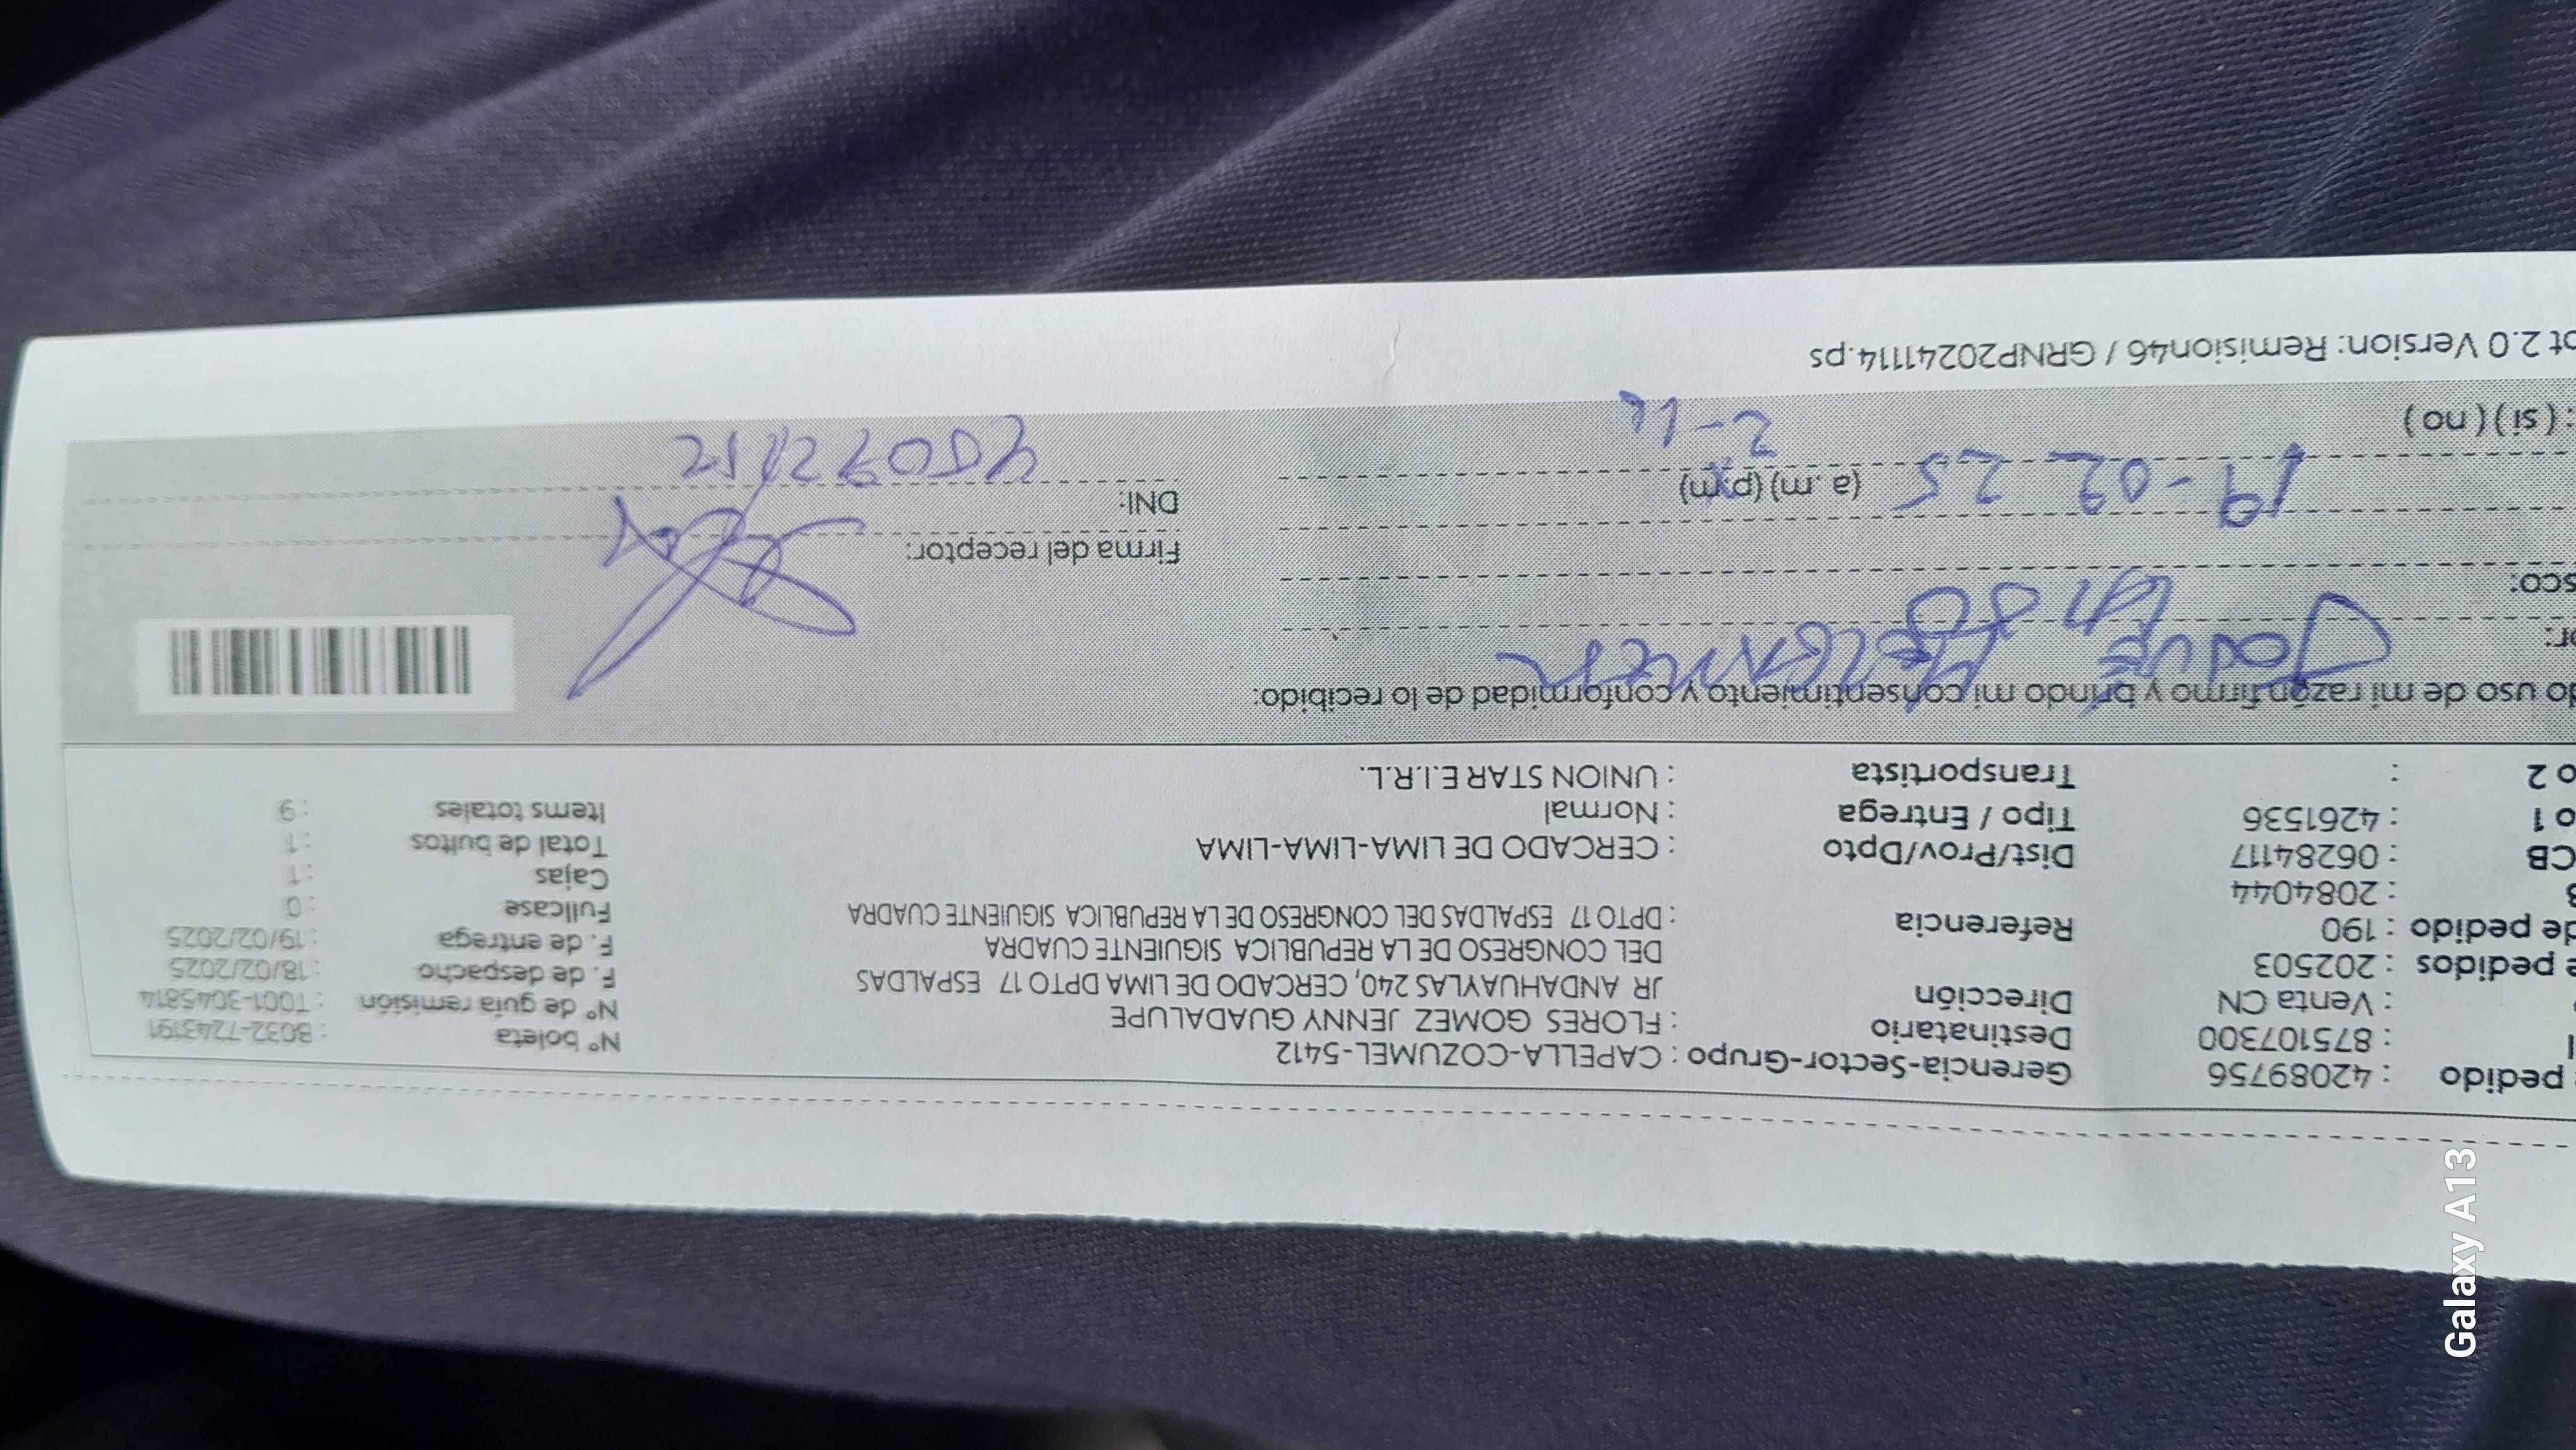 pedido : 42089756 Gerencia-Sector-Grupo : CAPELLA-COZUMEL-5412 N° boleta : B032-7243191
: 875107300 Destinatario : FLORES GOMEZ JENNY GUADALUPE N° de guía remisión : T001-3045814
: Venta CN Dirección JR ANDAHUAYLAS 240, CERCADO DE LIMA DPTO 17 ESPALDAS F. de despacho : 18/02/2025
e pedidos : 202503 DEL CONGRESO DE LA REPUBLICA SIGUIENTE CUADRA F. de entrega : 19/02/2025
de pedido : 190 Referencia : DPTO 17 ESPALDAS DEL CONGRESO DE LA REPUBLICA SIGUIENTE CUADRA Fullcase : 0
: 2084044 Cajas : 1
CB : 06284117 Dist/Prov/Dpto : CERCADO DE LIMA-LIMA-LIMA Total de bultos : 1
o 1 : 4261536 Tipo / Entrega : Normal Items totales : 9
o 2 : Transportista : UNION STAR E.I.R.L.
do uso de mi razón firmo y brindo mi consentimiento y conformidad de lo recibido:
or: Josué
sco:
Firma del receptor:
19-02 25 (a. m) (p.m) DNI:
: ( si ) ( no )
ot 2.0 Version: Remision46 / GRNP20241114.ps
Galaxy A13